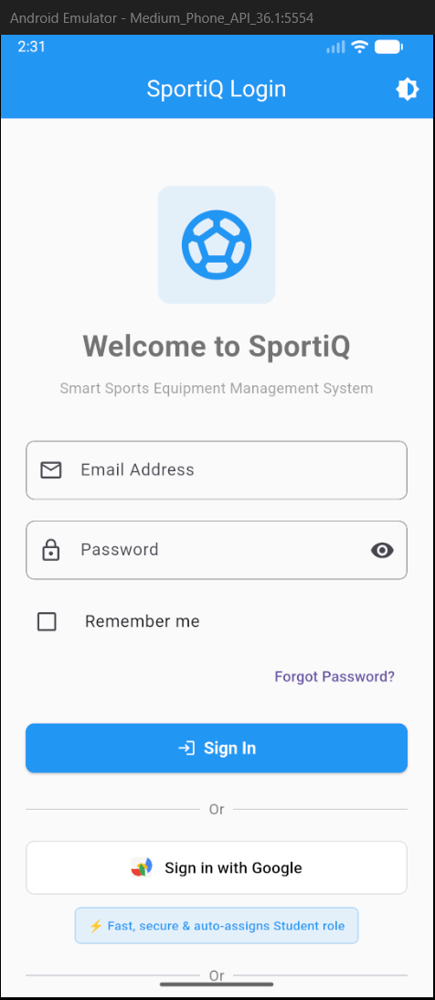 Android Emulator - Medium_Phone_API_36.1:5554
2:31
SportiQ Login
Welcome to SportiQ
Smart Sports Equipment Management System
Email Address
Password
Remember me
Forgot Password?
Sign In
Or
Sign in with Google
⚡ Fast, secure & auto-assigns Student role
Or